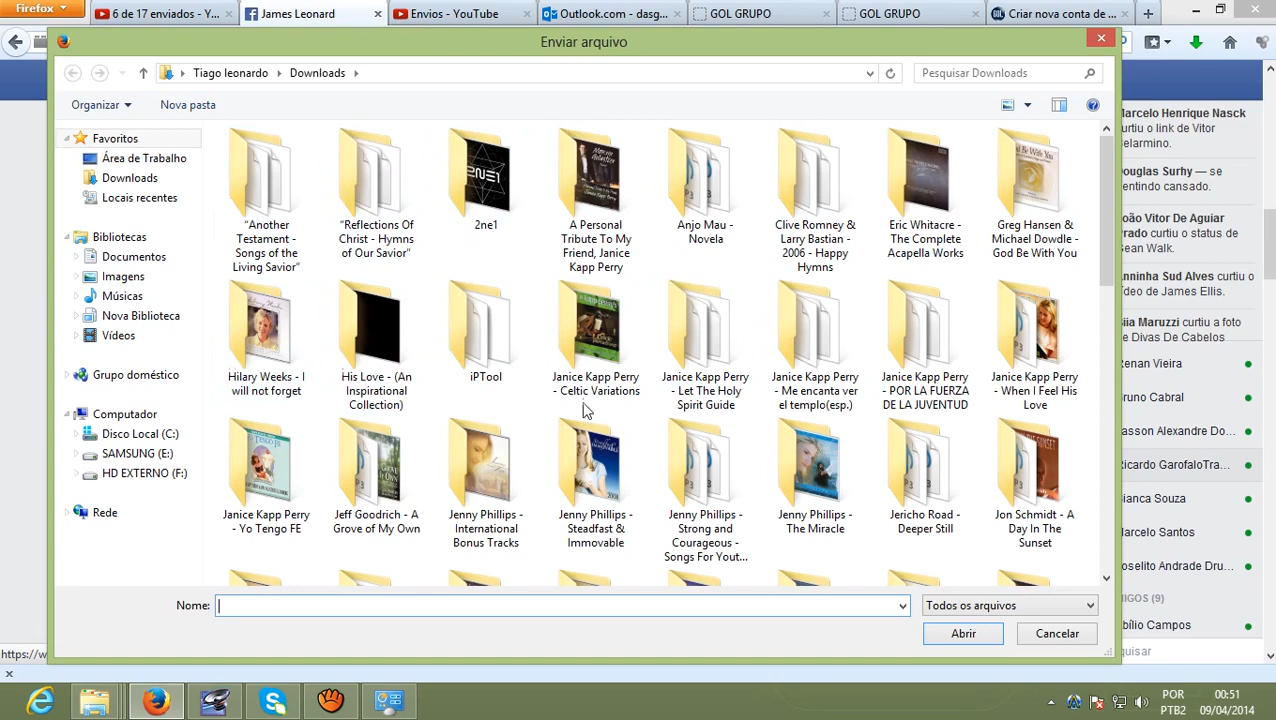 Firefox
6 de 17 enviados - Y...
James Leonard
Envios - YouTube
Outlook.com - dasg...
GOL GRUPO
GOL GRUPO
Criar nova conta de ...
Enviar arquivo
Tiago leonardo
Downloads
Pesquisar Downloads
Organizar
Nova pasta
Favoritos
Área de Trabalho
Downloads
Locais recentes
Bibliotecas
Documentos
Imagens
Músicas
Nova Biblioteca
Vídeos
Grupo doméstico
Computador
Disco Local (C:)
SAMSUNG (E:)
HD EXTERNO (F:)
Rede
"Another
Testament -
Songs of the
Living Savior"
"Reflections Of
Christ - Hymns
of Our Savior"
2NE1
2ne1
A Personal
Tribute To My
Friend, Janice
Kapp Perry
Anjo Mau -
Novela
Clive Romney &
Larry Bastian -
2006 - Happy
Hymns
Eric Whitacre -
The Complete
Acapella Works
Greg Hansen &
Michael Dowdle -
God Be With You
Hilary Weeks - I
will not forget
His Love - (An
Inspirational
Collection)
iPTool
Janice Kapp Perry
- Celtic Variations
Janice Kapp Perry
- Let The Holy
Spirit Guide
Janice Kapp Perry
- Me encanta ver
el templo(esp.)
Janice Kapp Perry
- POR LA FUERZA
DE LA JUVENTUD
Janice Kapp Perry
- When I Feel His
Love
Janice Kapp Perry
- Yo Tengo FE
Jeff Goodrich - A
Grove of My Own
Jenny Phillips -
International
Bonus Tracks
Jenny Phillips -
Steadfast &
Immovable
Jenny Phillips -
Strong and
Courageous -
Songs For Yout...
Jenny Phillips -
The Miracle
Jericho Road -
Deeper Still
Jon Schmidt - A
Day In The
Sunset
Nome:
Todos os arquivos
Abrir
Cancelar
Marcelo Henrique Nasck
curtiu o link de Vitor
Belarmino.
Douglas Surhy — se
sentindo cansado.
João Vitor De Aguiar
Prado curtiu o status de
Sean Walk.
Anninha Sud Alves curtiu o
vídeo de James Ellis.
Maruzzi curtiu a foto
de Divas De Cabelos
Renan Vieira
Bruno Cabral
Jasson Alexandre Do...
Ricardo GarofaloTra...
Bianca Souza
Marcelo Santos
Roselito Andrade Dru...
AMIGOS (9)
Abílio Campos
quisar
https://w
POR
PTB2
00:51
09/04/2014